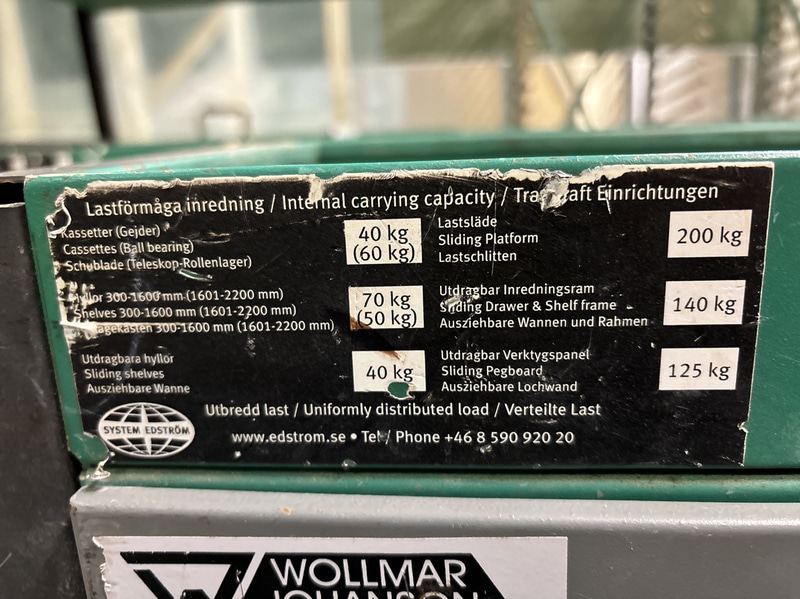 Lastförmåga inredning / Internal carrying capacity / Einrichtungen
Kassetter (Gejder)
Cassettes (Ball bearing)
Schublade (Teleskop-Rollenlager)
40 kg
(60 kg)
Lastsläde
Sliding Platform
Lastschlitten
200 kg
Hyllor 300-1600 mm (1601-2200 mm)
Shelves 300-1600 mm (1601-2200 mm)
300-1600 mm (1601-2200 mm)
70 kg
(50 kg)
Utdragbar Inredningsram
Sliding Drawer & Shelf frame
Ausziehbare Wannen und Rahmen
140 kg
Utdragbara hyllor
Sliding shelves
Ausziehbare Wanne
40 kg
Utdragbar Verktygspanel
Sliding Pegboard
Ausziehbare Lochwand
125 kg
SYSTEM EDSTRÖM
Utbredd last / Uniformly distributed load / Verteilte Last
www.edstrom.se • Tel / Phone +46 8 590 920 20
WOLLMAR
JOHANSON